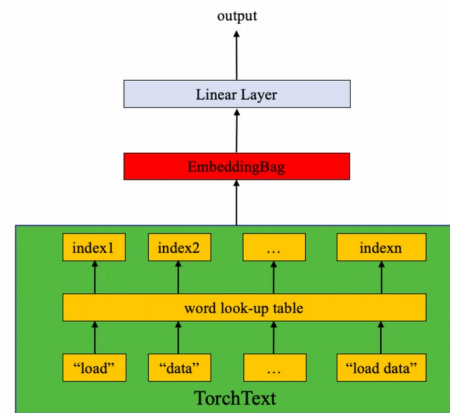 output
Linear Layer
EmbeddingBag
index1 index2 … indexn
word look-up table
“load” “data” … “load data”
TorchText